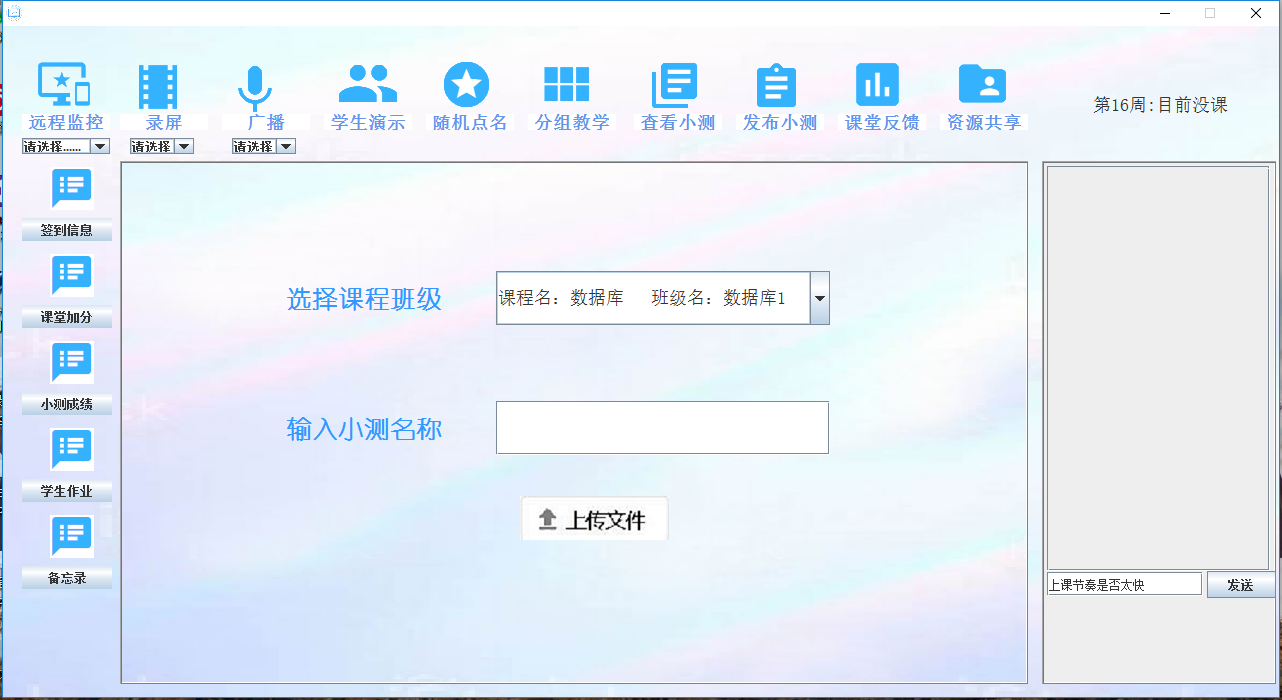 远程监控 录屏 广播 学生演示 随机点名 分组教学 查看小测 发布小测 课堂反馈 资源共享 第16周:目前没课
请选择...... 请选择 请选择
签到信息
课堂加分
小测成绩
学生作业
备忘录
选择课程班级 课程名：数据库 班级名：数据库1
输入小测名称
上传文件
上课节奏是否太快 发送